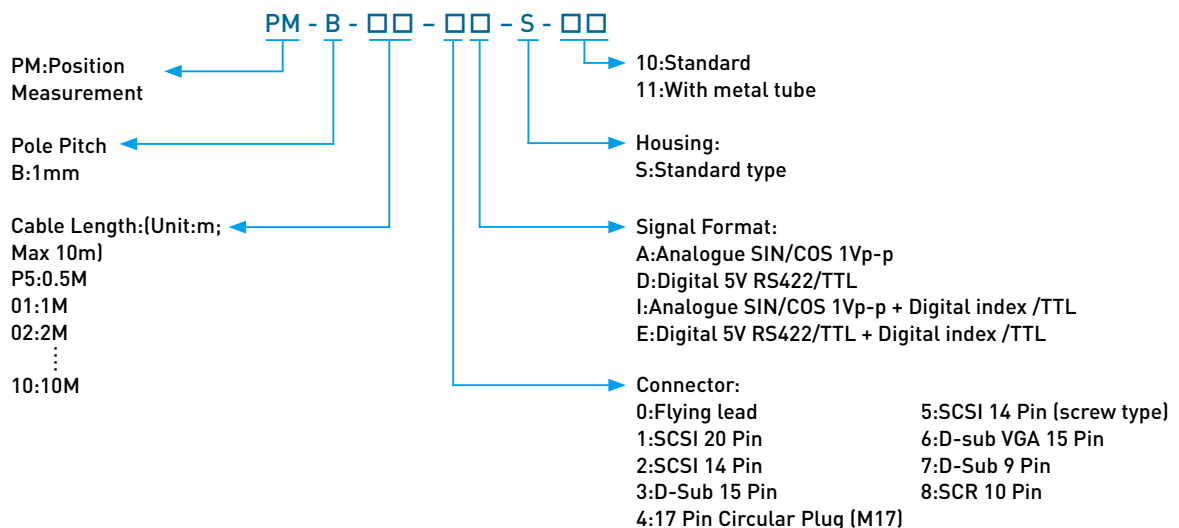 PM - B - □□ – □□ – S - □□
PM:Position
Measurement
Pole Pitch
B:1mm
Cable Length:(Unit:m;
Max 10m)
P5:0.5M
01:1M
02:2M
⋮
10:10M
10:Standard
11:With metal tube
Housing:
S:Standard type
Signal Format:
A:Analogue SIN/COS 1Vp-p
D:Digital 5V RS422/TTL
I:Analogue SIN/COS 1Vp-p + Digital index /TTL
E:Digital 5V RS422/TTL + Digital index /TTL
Connector:
0:Flying lead
1:SCSI 20 Pin
2:SCSI 14 Pin
3:D-Sub 15 Pin
4:17 Pin Circular Plug (M17)
5:SCSI 14 Pin (screw type)
6:D-sub VGA 15 Pin
7:D-Sub 9 Pin
8:SCR 10 Pin